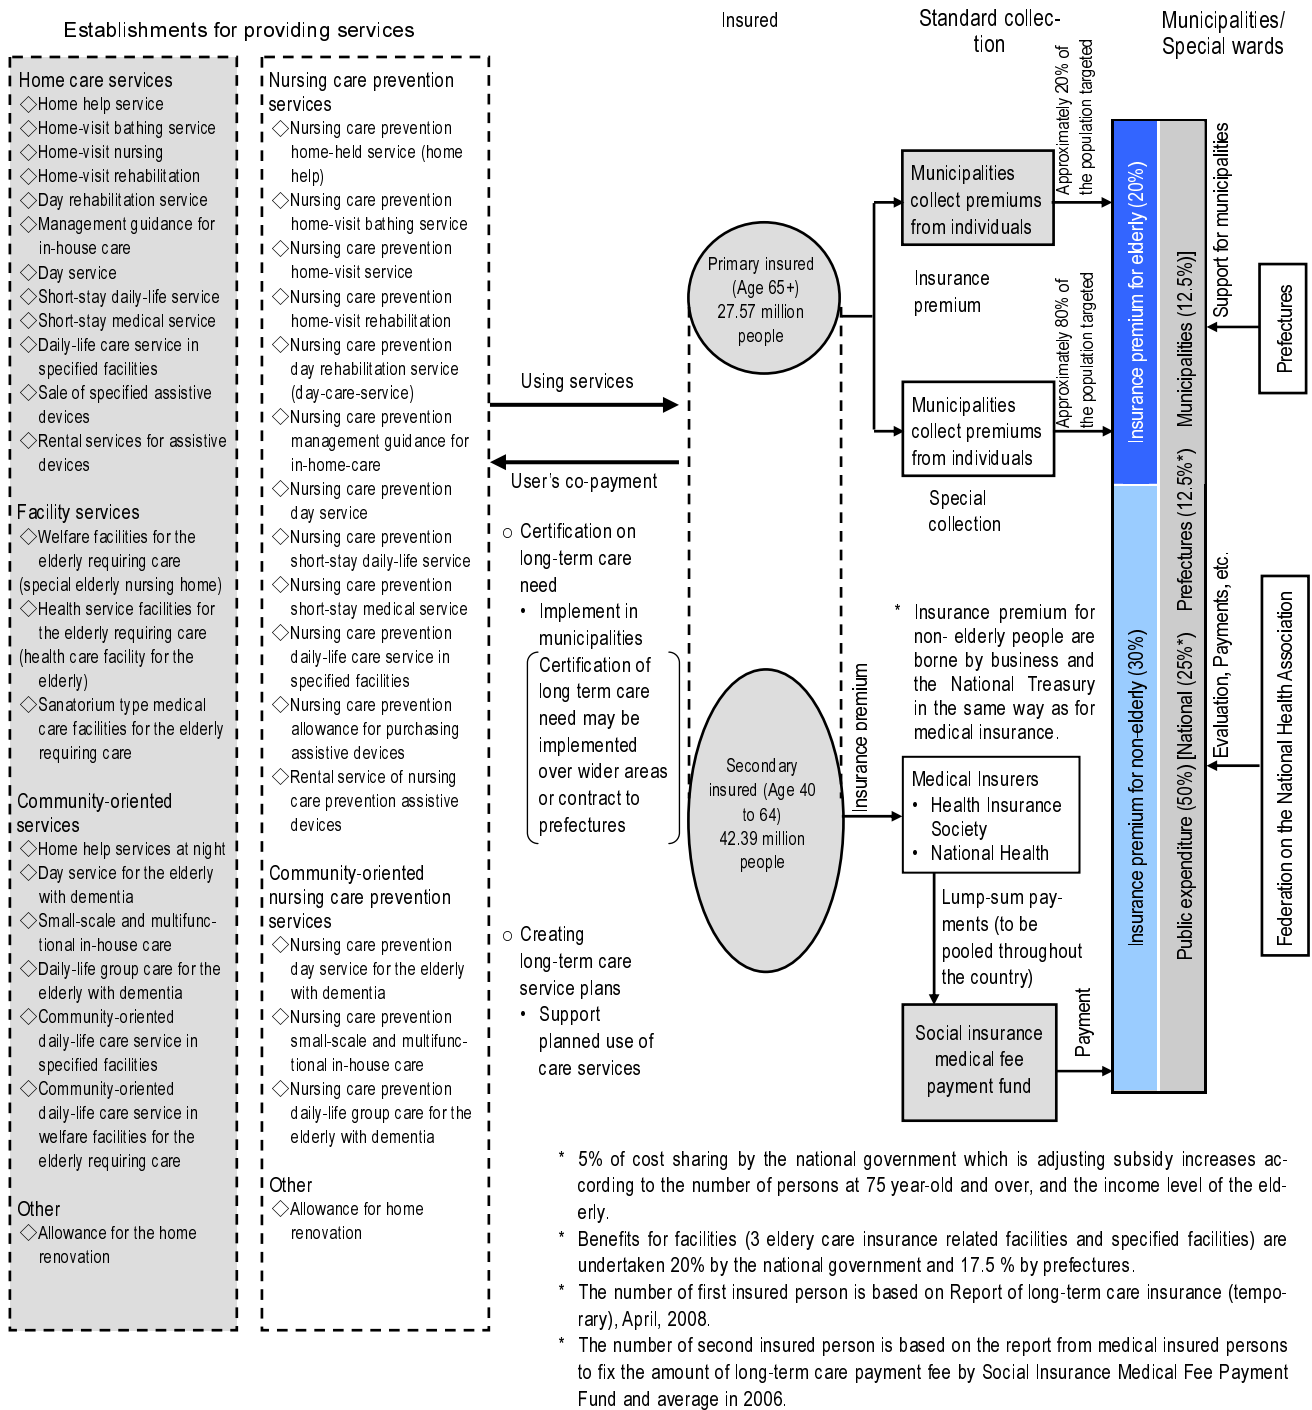 Establishments for providing services
Home care services
◇Home help service
◇Home-visit bathing service
◇Home-visit nursing
◇Home-visit rehabilitation
◇Day rehabilitation service
◇Management guidance for
in-house care
◇Day service
◇Short-stay daily-life service
◇Short-stay medical service
◇Daily-life care service in
specified facilities
◇Sale of specified assistive
devices
◇Rental services for assistive
devices
Facility services
◇Welfare facilities for the
elderly requiring care
(special elderly nursing home)
◇Health service facilities for
the elderly requiring care
(health care facility for the
elderly)
◇Sanatorium type medical
care facilities for the elderly
requiring care
Community-oriented
services
◇Home help services at night
◇Day service for the elderly
with dementia
◇Small-scale and multifunc-
tional in-house care
◇Daily-life group care for the
elderly with dementia
◇Community-oriented
daily-life care service in
specified facilities
◇Community-oriented
daily-life care service in
welfare facilities for the
elderly requiring care
Other
◇Allowance for the home
renovation
Nursing care prevention
services
◇Nursing care prevention
home-held service (home
help)
◇Nursing care prevention
home-visit bathing service
◇Nursing care prevention
home-visit service
◇Nursing care prevention
home-visit rehabilitation
◇Nursing care prevention
day rehabilitation service
(day-care-service)
◇Nursing care prevention
management guidance for
in-home-care
◇Nursing care prevention
day service
◇Nursing care prevention
short-stay daily-life service
◇Nursing care prevention
short-stay medical service
◇Nursing care prevention
daily-life care service in
specified facilities
◇Nursing care prevention
allowance for purchasing
assistive devices
◇Rental service of nursing
care prevention assistive
devices
Community-oriented
nursing care prevention
services
◇Nursing care prevention
day service for the elderly
with dementia
◇Nursing care prevention
small-scale and multifunc-
tional in-house care
◇Nursing care prevention
daily-life group care for the
elderly with dementia
Other
◇Allowance for home
renovation
Using services
User's co-payment
○ Certification on
long-term care
need
• Implement in
municipalities
Certification of
long term care
need may be
implemented
over wider areas
or contract to
prefectures
○ Creating
long-term care
service plans
• Support
planned use of
care services
Insured
Primary insured
(Age 65+)
27.57 million
people
Secondary
insured (Age 40
to 64)
42.39 million
people
Insurance premium
Standard collec-
tion
Municipalities
collect premiums
from individuals
Insurance
premium
Municipalities
collect premiums
from individuals
Special
collection
Approximately 20% of
the population targeted
Approximately 80% of
the population targeted
* Insurance premium for
non- elderly people are
borne by business and
the National Treasury
in the same way as for
medical insurance.
Medical Insurers
• Health Insurance
Society
• National Health
Lump-sum pay-
ments (to be
pooled throughout
the country)
Social insurance
medical fee
payment fund
Payment
Municipalities/
Special wards
Insurance premium for elderly (20%)
Insurance premium for non-elderly (30%)
Public expenditure (50%) [National (25%*) Prefectures (12.5%*) Municipalities (12.5%)]
Support for municipalities
Prefectures
Evaluation, Payments, etc.
Federation on the National Health Association
* 5% of cost sharing by the national government which is adjusting subsidy increases ac-
cording to the number of persons at 75 year-old and over, and the income level of the eld-
erly.
* Benefits for facilities (3 eldery care insurance related facilities and specified facilities) are
undertaken 20% by the national government and 17.5 % by prefectures.
* The number of first insured person is based on Report of long-term care insurance (tempo-
rary), April, 2008.
* The number of second insured person is based on the report from medical insured persons
to fix the amount of long-term care payment fee by Social Insurance Medical Fee Payment
Fund and average in 2006.